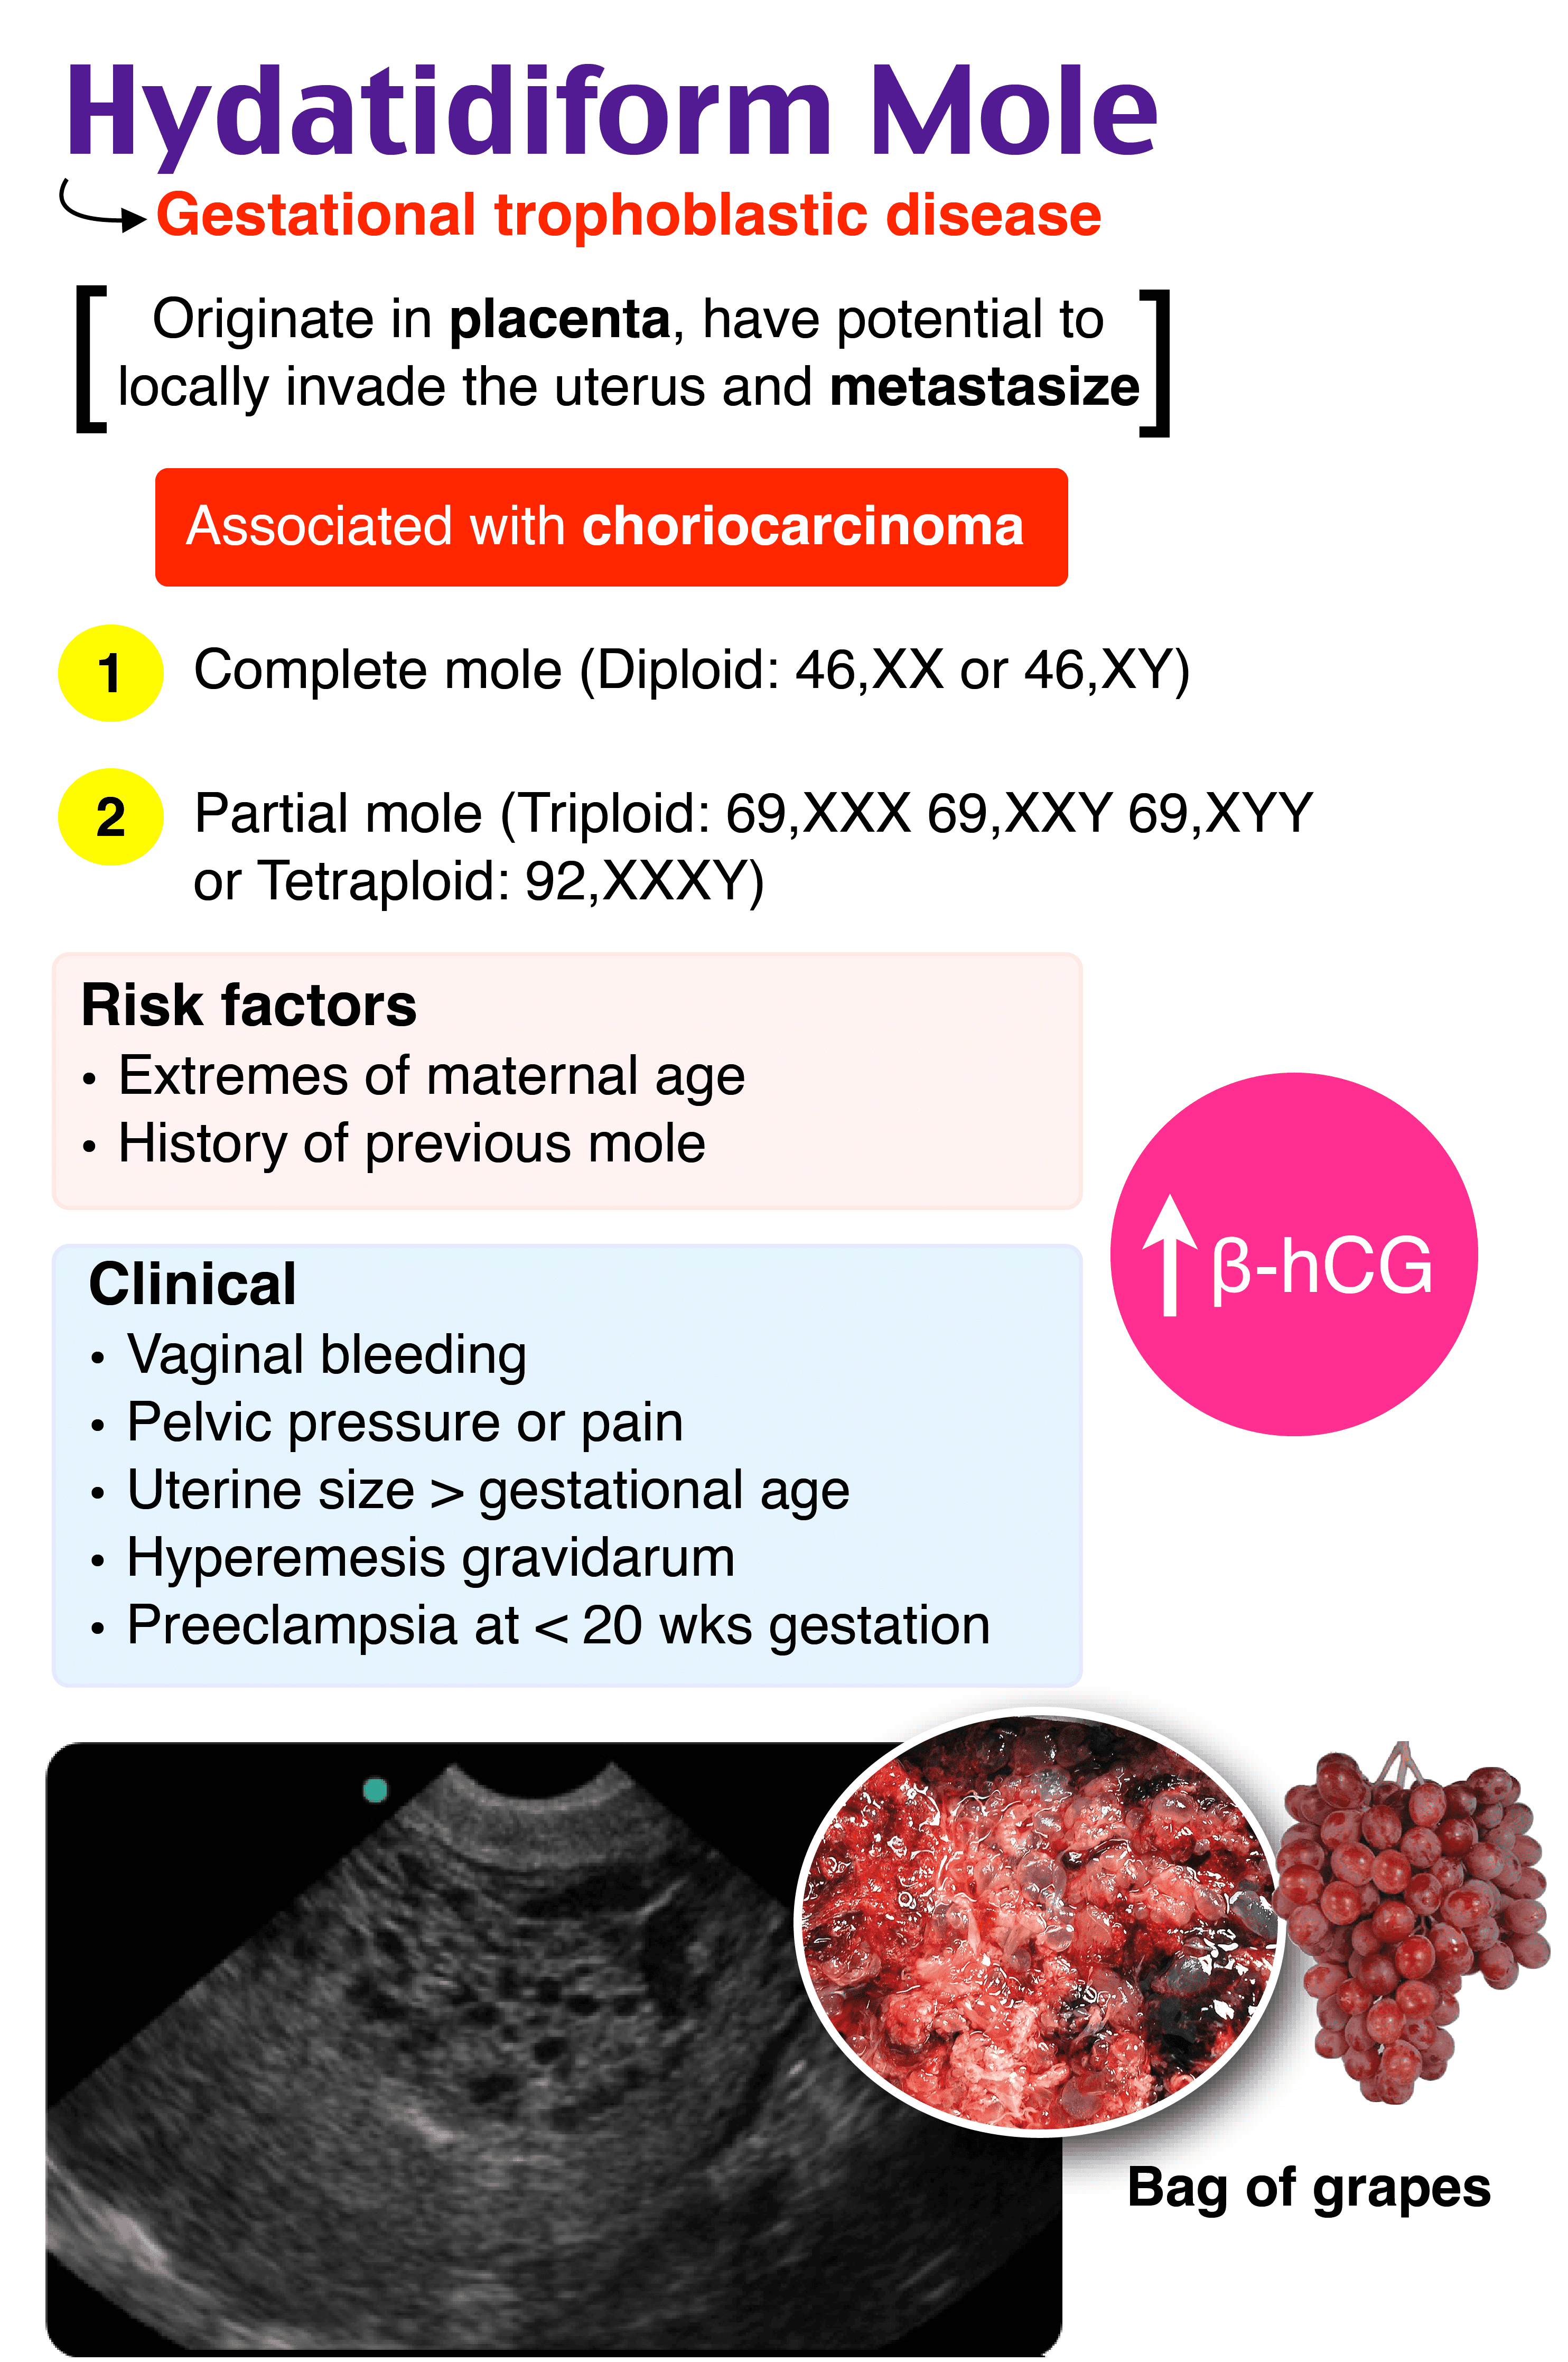 Hydatidiform Mole
Gestational trophoblastic disease
[ Originate in placenta, have potential to
locally invade the uterus and metastasize ]
Associated with choriocarcinoma
1 Complete mole (Diploid: 46,XX or 46,XY)
2 Partial mole (Triploid: 69,XXX 69,XXY 69,XYY
or Tetraploid: 92,XXXY)
Risk factors
• Extremes of maternal age
• History of previous mole
↑ β-hCG
Clinical
• Vaginal bleeding
• Pelvic pressure or pain
• Uterine size > gestational age
• Hyperemesis gravidarum
• Preeclampsia at < 20 wks gestation
Bag of grapes